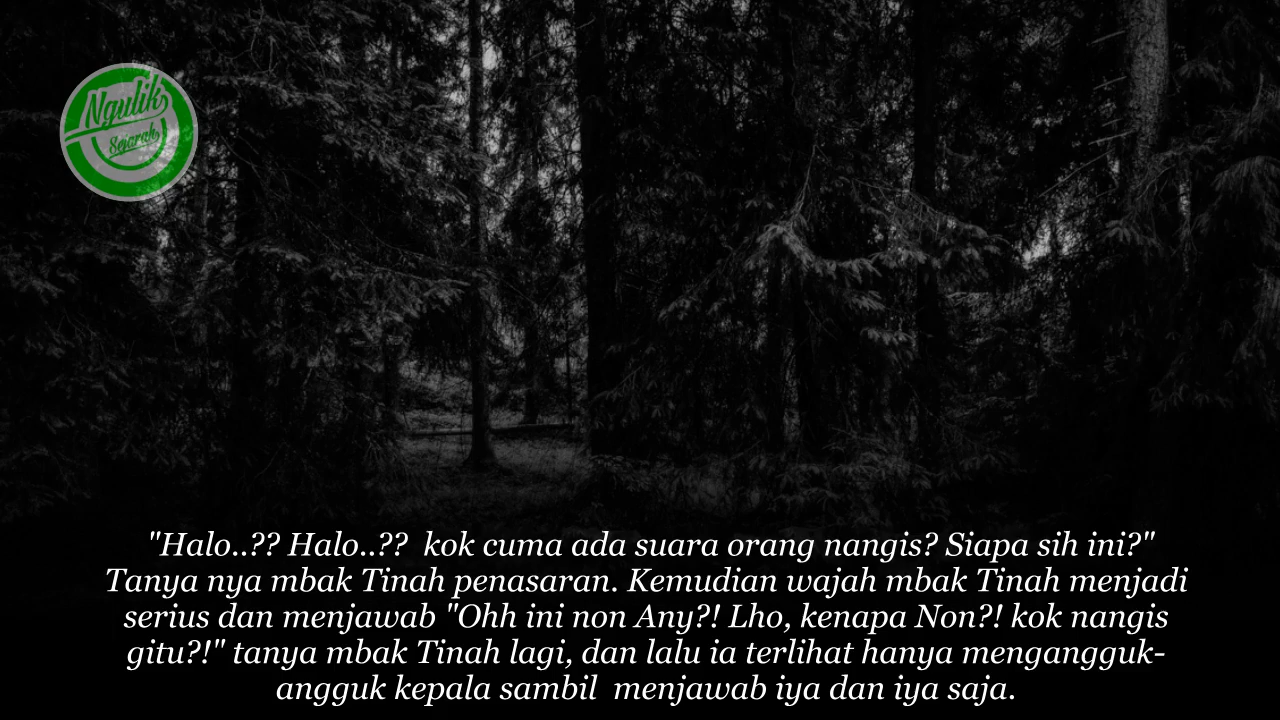 Ngulik
Sejarah
"Halo..?? Halo..??  kok cuma ada suara orang nangis? Siapa sih ini?"
Tanya nya mbak Tinah penasaran. Kemudian wajah mbak Tinah menjadi
serius dan menjawab "Ohh ini non Any?! Lho, kenapa Non?! kok nangis
gitu?!" tanya mbak Tinah lagi, dan lalu ia terlihat hanya mengangguk-
angguk kepala sambil  menjawab iya dan iya saja.